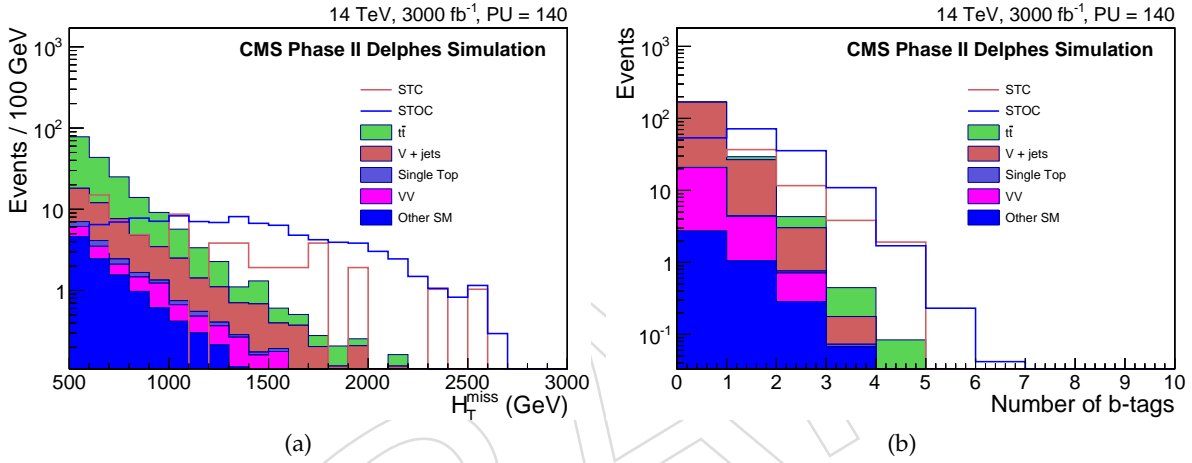 14 TeV, 3000 fb⁻¹, PU = 140
CMS Phase II Delphes Simulation
Events / 100 GeV
10³
10²
10
1
STC
STOC
tt̄
V + jets
Single Top
VV
Other SM
500 1000 1500 2000 2500 3000
H_T^miss (GeV)
(a)
14 TeV, 3000 fb⁻¹, PU = 140
CMS Phase II Delphes Simulation
Events
10³
10²
10
1
10⁻¹
STC
STOC
tt̄
V + jets
Single Top
VV
Other SM
0 1 2 3 4 5 6 7 8 9 10
Number of b-tags
(b)